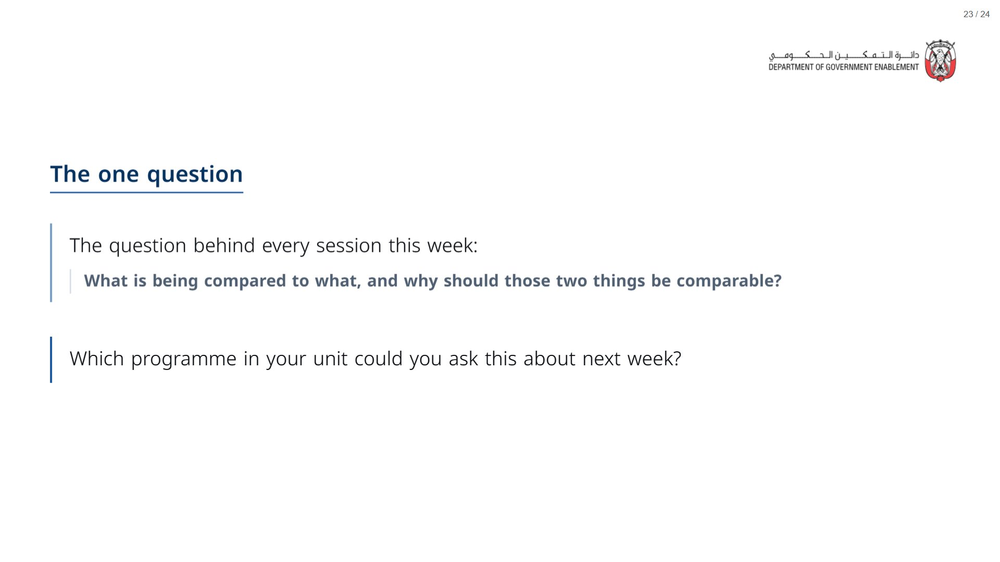 23 / 24
دائرة التمكين الحكومي
DEPARTMENT OF GOVERNMENT ENABLEMENT
The one question
The question behind every session this week:
What is being compared to what, and why should those two things be comparable?
Which programme in your unit could you ask this about next week?